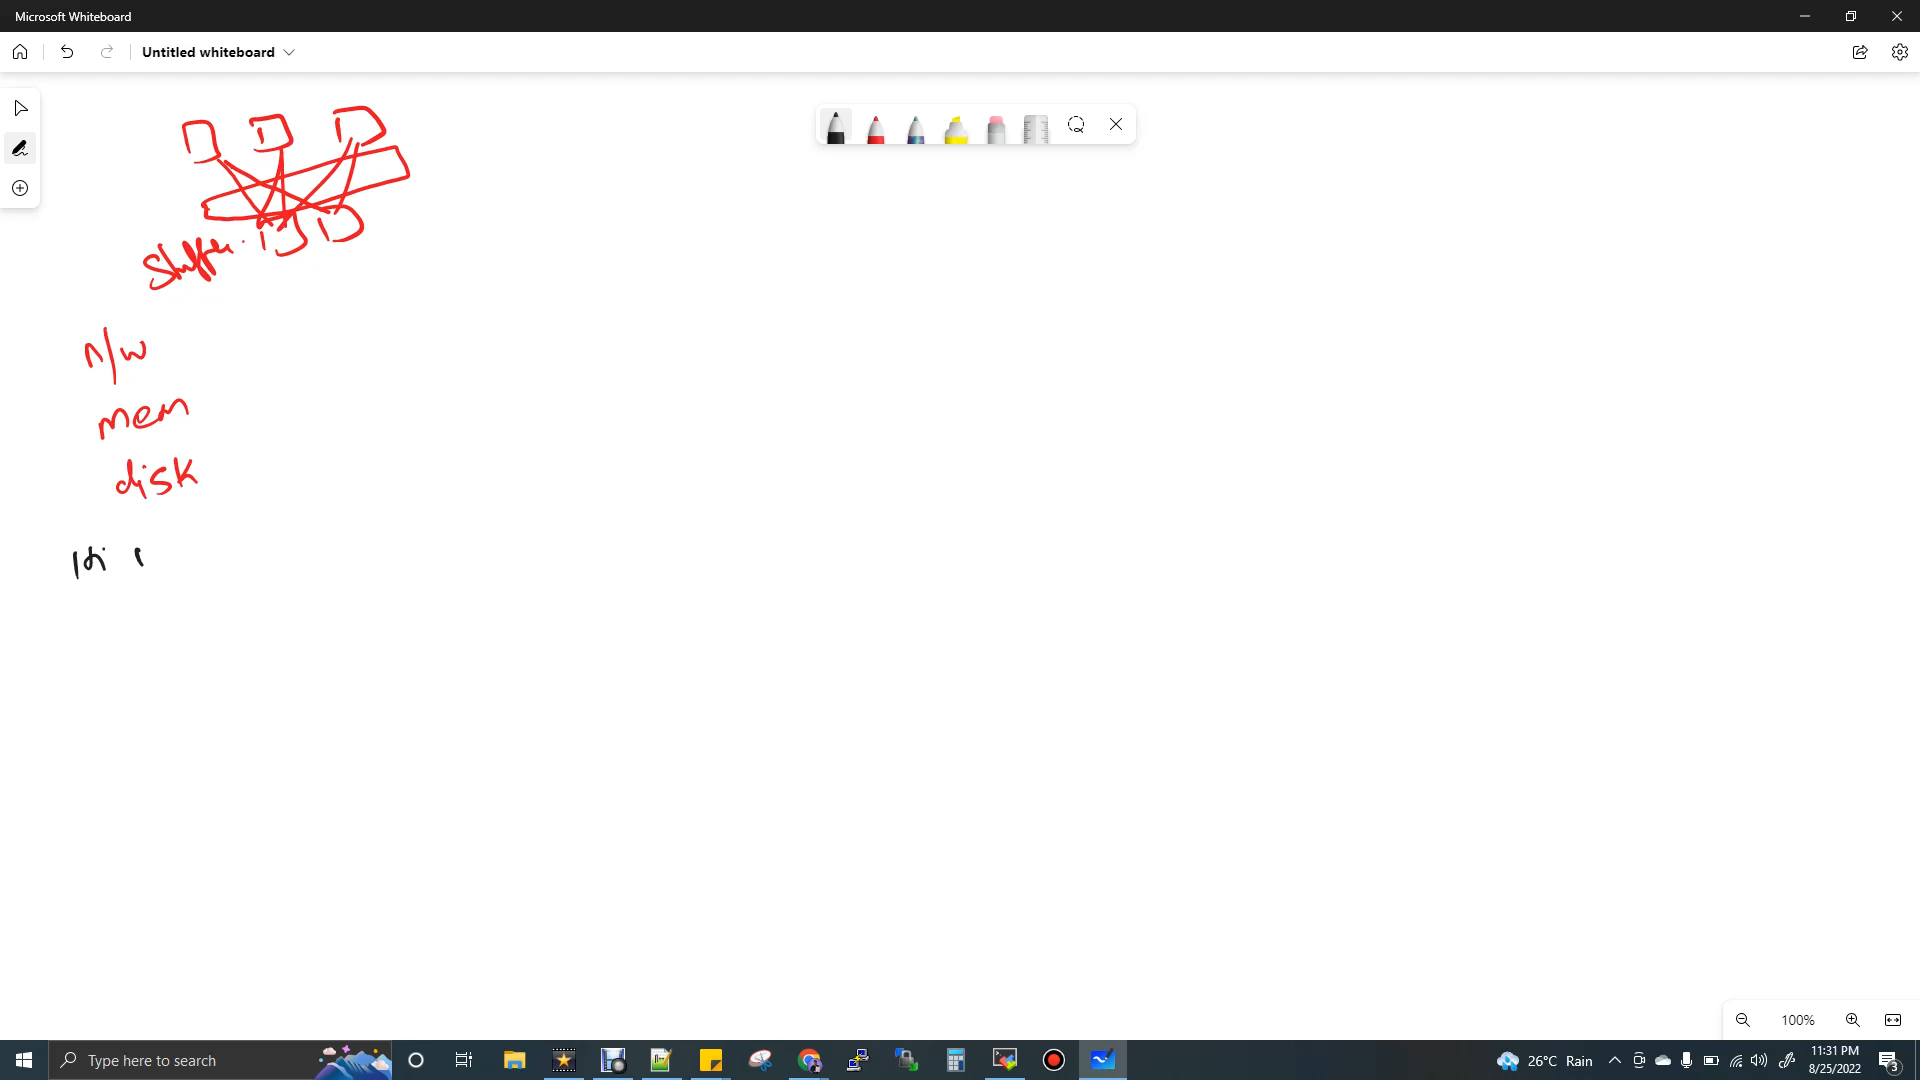 Microsoft Whiteboard
Untitled whiteboard
n/w
mem
disk
100%
Type here to search
26°C Rain
11:31 PM
8/25/2022
3